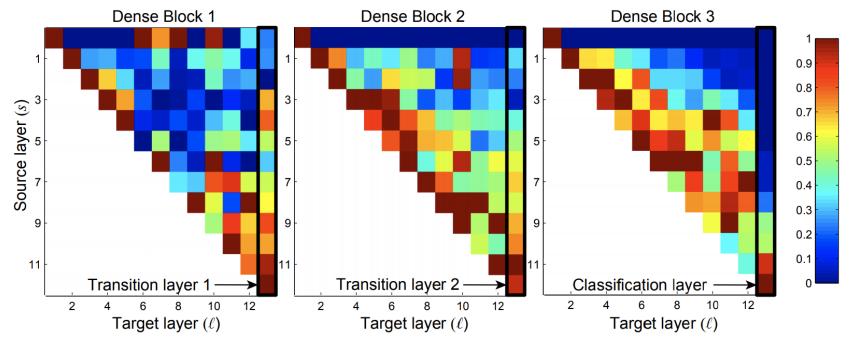 Dense Block 1
Dense Block 2
Dense Block 3
Source layer (s)
1
3
5
7
9
11
Transition layer 1
2 4 6 8 10 12
Target layer (ℓ)
1
3
5
7
9
11
Transition layer 2
2 4 6 8 10 12
Target layer (ℓ)
1
3
5
7
9
11
Classification layer
2 4 6 8 10 12
Target layer (ℓ)
1
0.9
0.8
0.7
0.6
0.5
0.4
0.3
0.2
0.1
0